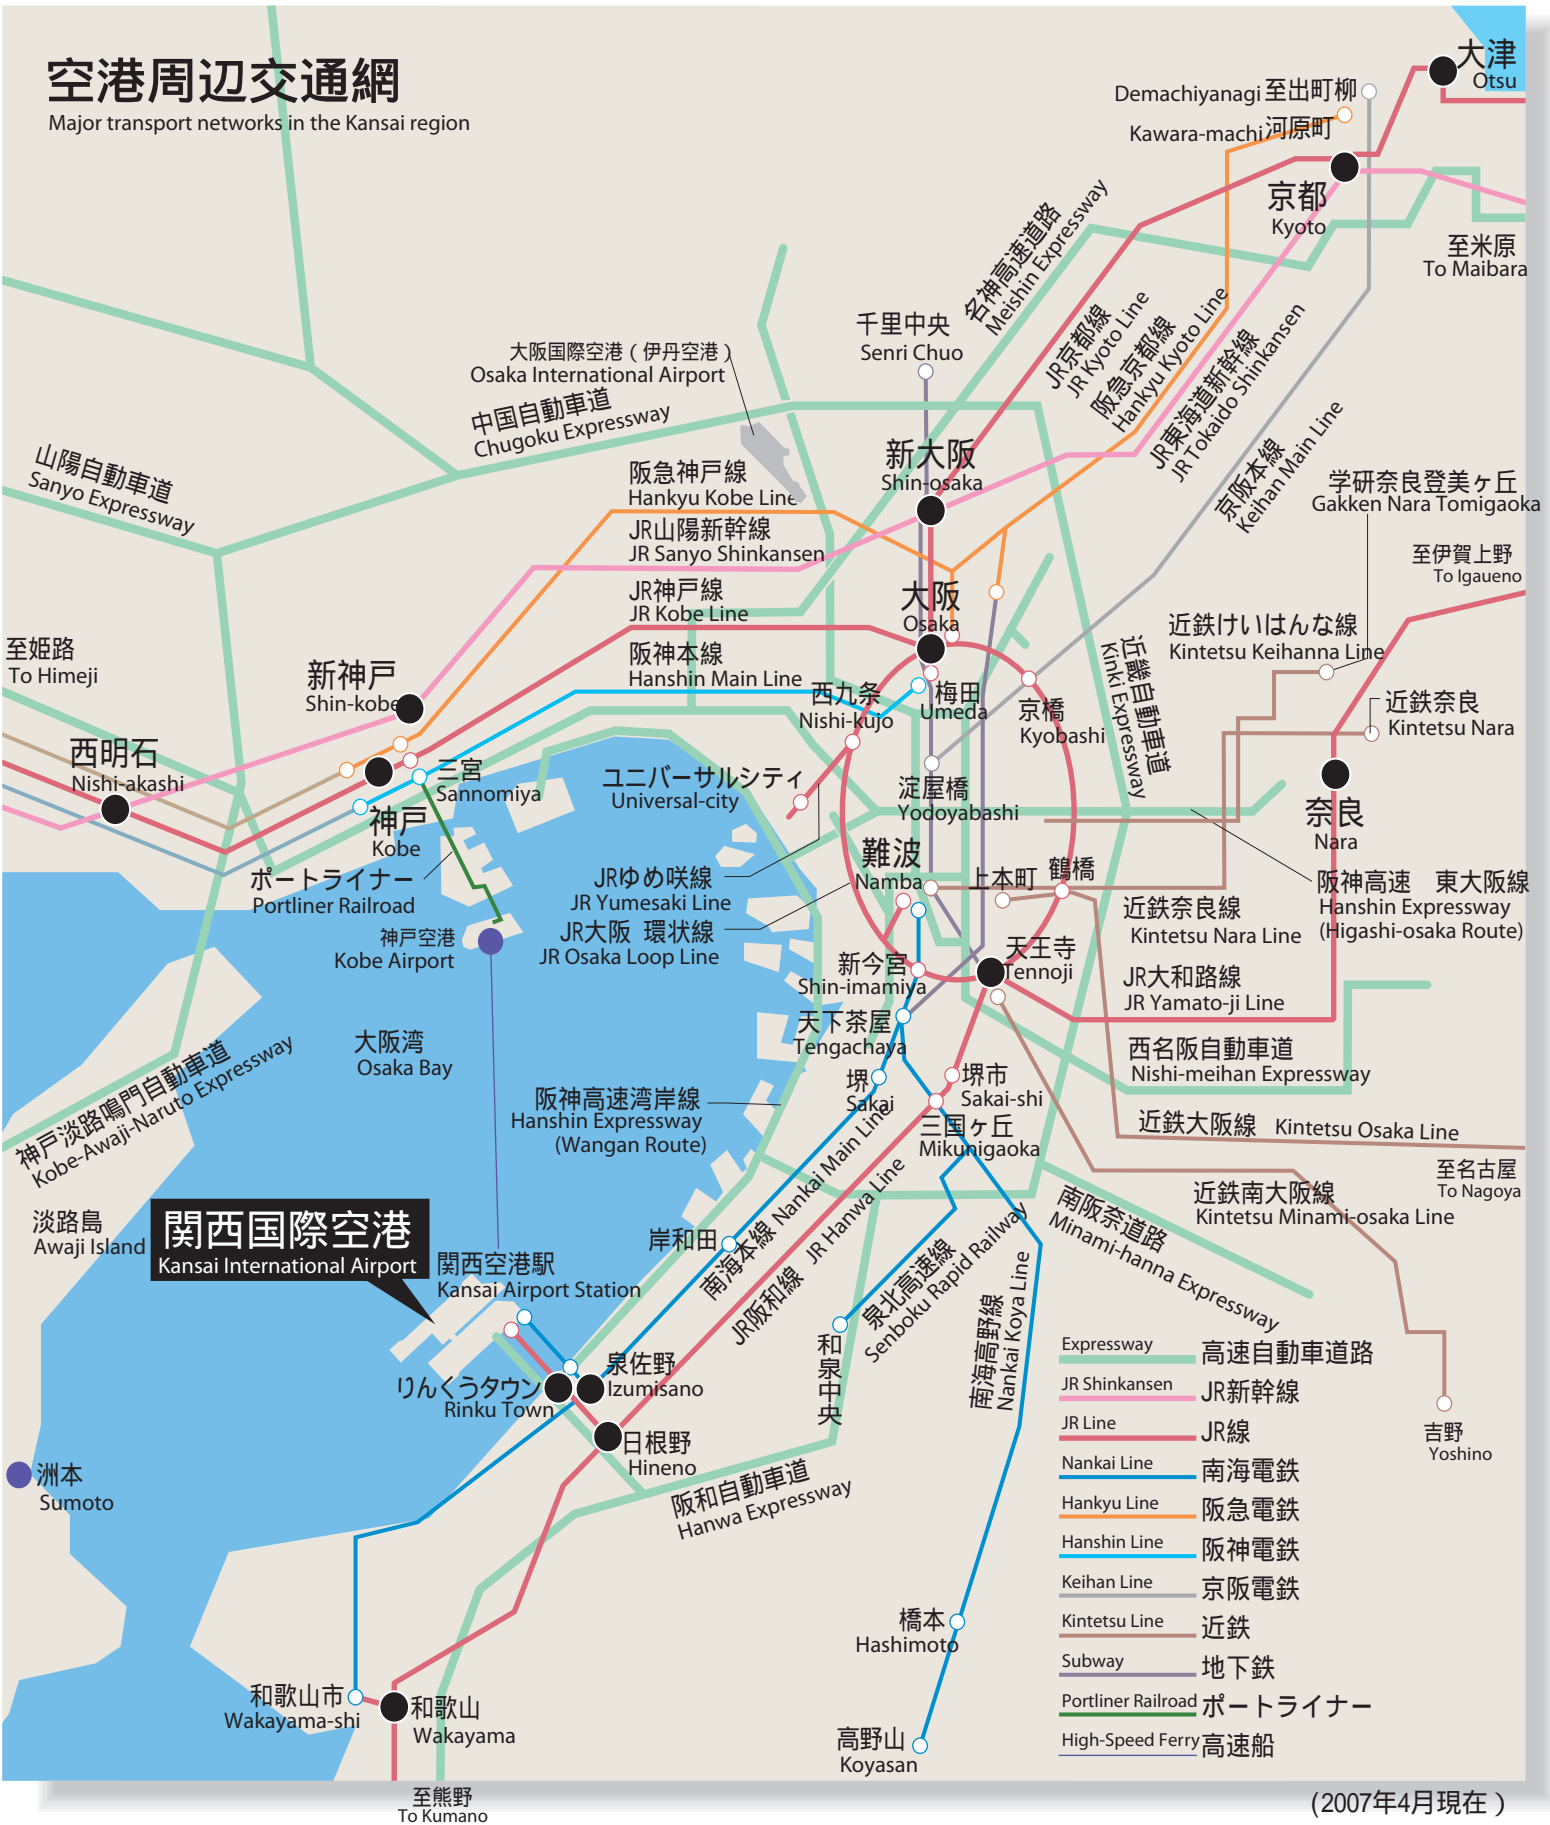 空港周辺交通網
Major transport networks in the Kansai region
大津
Otsu
Demachiyanagi 至出町柳
Kawara-machi 河原町
京都
Kyoto
至米原
To Maibara
名神高速道路
Meishin Expressway
JR京都線
JR Kyoto Line
阪急京都線
Hankyu Kyoto Line
JR東海道新幹線
JR Tokaido Shinkansen
京阪本線
Keihan Main Line
千里中央
Senri Chuo
大阪国際空港（伊丹空港）
Osaka International Airport
中国自動車道
Chugoku Expressway
山陽自動車道
Sanyo Expressway
新大阪
Shin-osaka
阪急神戸線
Hankyu Kobe Line
JR山陽新幹線
JR Sanyo Shinkansen
JR神戸線
JR Kobe Line
阪神本線
Hanshin Main Line
学研奈良登美ヶ丘
Gakken Nara Tomigaoka
至伊賀上野
To Igaueno
近鉄けいはんな線
Kintetsu Keihanna Line
近畿自動車道
Kinki Expressway
近鉄奈良
Kintetsu Nara
大阪
Osaka
至姫路
To Himeji
新神戸
Shin-kobe
西明石
Nishi-akashi
三宮
Sannomiya
神戸
Kobe
西九条
Nishi-kujo
梅田
Umeda
京橋
Kyobashi
ユニバーサルシティ
Universal-city
淀屋橋
Yodoyabashi
奈良
Nara
難波
Namba
上本町
鶴橋
ポートライナー
Portliner Railroad
JRゆめ咲線
JR Yumesaki Line
JR大阪 環状線
JR Osaka Loop Line
阪神高速 東大阪線
Hanshin Expressway
(Higashi-osaka Route)
近鉄奈良線
Kintetsu Nara Line
神戸空港
Kobe Airport
新今宮
Shin-imamiya
天王寺
Tennoji
JR大和路線
JR Yamato-ji Line
天下茶屋
Tengachaya
大阪湾
Osaka Bay
西名阪自動車道
Nishi-meihan Expressway
神戸淡路鳴門自動車道
Kobe-Awaji-Naruto Expressway
阪神高速湾岸線
Hanshin Expressway
(Wangan Route)
堺
Sakai
堺市
Sakai-shi
三国ヶ丘
Mikunigaoka
近鉄大阪線 Kintetsu Osaka Line
至名古屋
To Nagoya
淡路島
Awaji Island
関西国際空港
Kansai International Airport
関西空港駅
Kansai Airport Station
岸和田
南海本線 Nankai Main Line
JR阪和線 JR Hanwa Line
泉北高速線
Senboku Rapid Railway
南海高野線
Nankai Koya Line
南阪奈道路
Minami-hanna Expressway
近鉄南大阪線
Kintetsu Minami-osaka Line
和泉中央
りんくうタウン
Rinku Town
泉佐野
Izumisano
日根野
Hineno
吉野
Yoshino
洲本
Sumoto
阪和自動車道
Hanwa Expressway
橋本
Hashimoto
和歌山市
Wakayama-shi
和歌山
Wakayama
高野山
Koyasan
至熊野
To Kumano
Expressway 高速自動車道路
JR Shinkansen JR新幹線
JR Line JR線
Nankai Line 南海電鉄
Hankyu Line 阪急電鉄
Hanshin Line 阪神電鉄
Keihan Line 京阪電鉄
Kintetsu Line 近鉄
Subway 地下鉄
Portliner Railroad ポートライナー
High-Speed Ferry 高速船
(2007年4月現在）